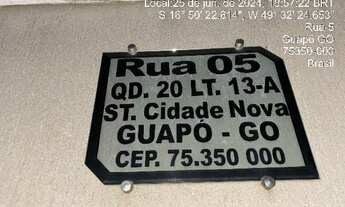 Local:25 de jun. de 2024, 18:57:22 BRT
S 16° 50' 22.814", W 49° 32' 24.653"
Rua 5
Guapó GO
75350-000
Brasil
Rua 05
QD. 20 LT. 13-A
ST. Cidade Nova
GUAPÓ - GO
CEP. 75.350 000